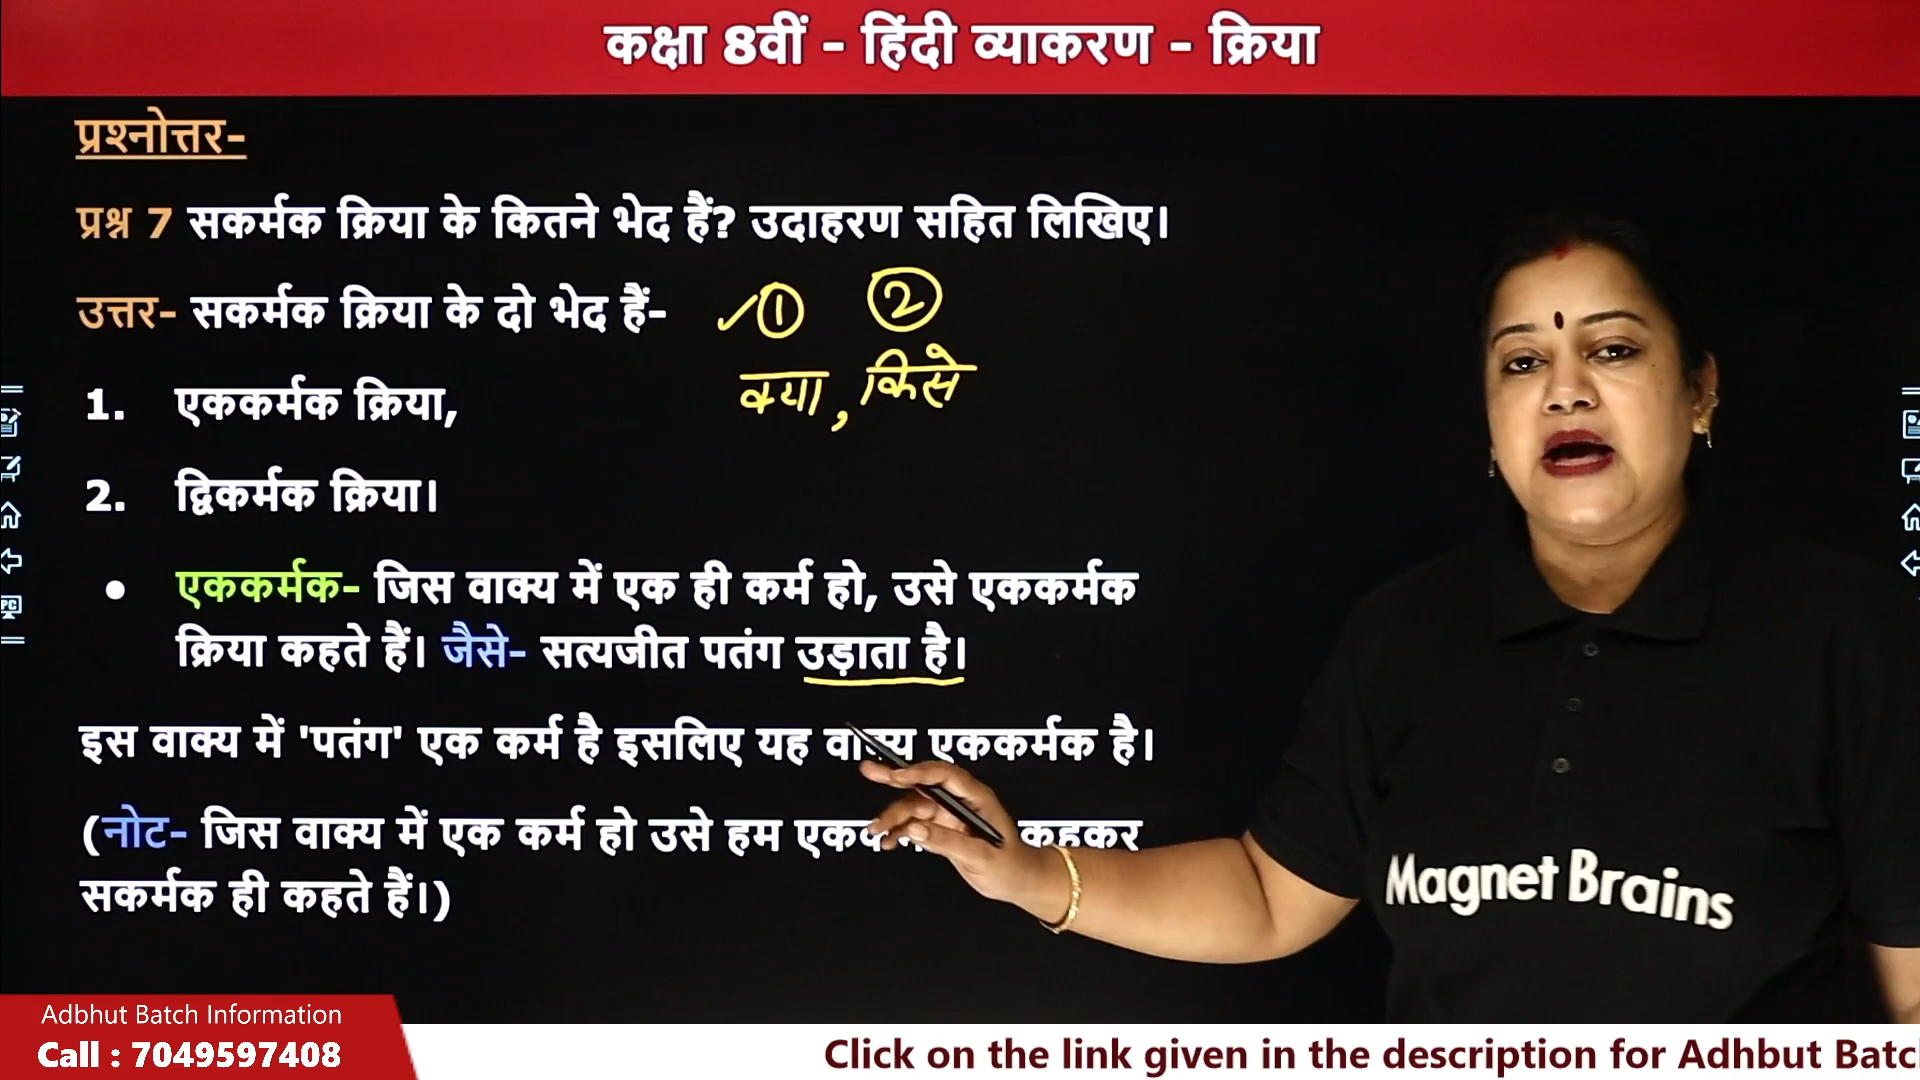 कक्षा 8वीं - हिंदी व्याकरण - क्रिया
प्रश्नोत्तर-
प्रश्न 7 सकर्मक क्रिया के कितने भेद हैं? उदाहरण सहित लिखिए।
उत्तर- सकर्मक क्रिया के दो भेद हैं- ✓① ②
क्या, किसे
1. एककर्मक क्रिया,
2. द्विकर्मक क्रिया।
• एककर्मक- जिस वाक्य में एक ही कर्म हो, उसे एककर्मक
क्रिया कहते हैं। जैसे- सत्यजीत पतंग उड़ाता है।
इस वाक्य में 'पतंग' एक कर्म है इसलिए यह वाक्य एककर्मक है।
(नोट- जिस वाक्य में एक कर्म हो उसे हम कहकर
सकर्मक ही कहते हैं।)
Magnet Brains
Adbhut Batch Information
Call : 7049597408
Click on the link given in the description for Adhbut